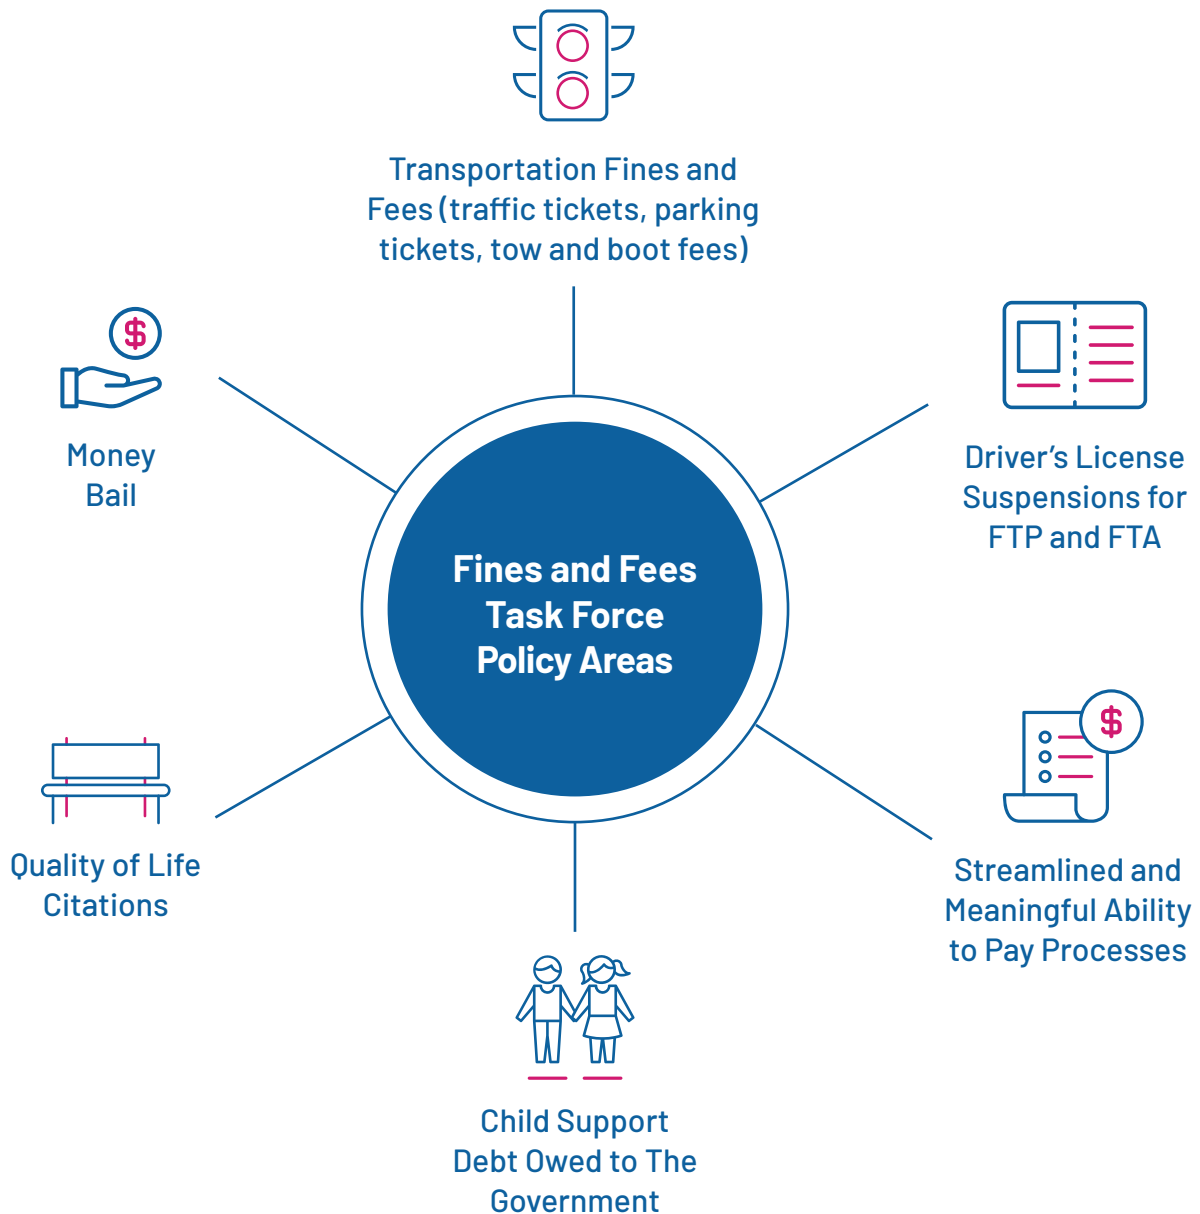 Transportation Fines and
Fees (traffic tickets, parking
tickets, tow and boot fees)
$
Money
Bail
Driver’s License
Suspensions for
FTP and FTA
Fines and Fees
Task Force
Policy Areas
$
Quality of Life
Citations
Streamlined and
Meaningful Ability
to Pay Processes
Child Support
Debt Owed to The
Government